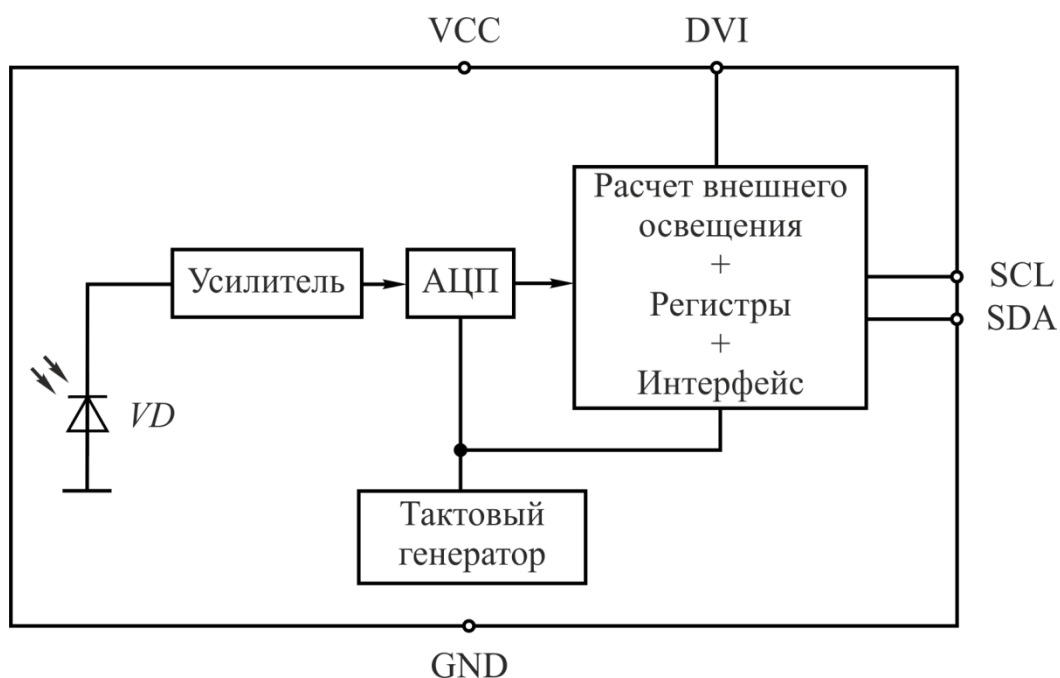 VCC
DVI
Расчет внешнего
освещения
+
Регистры
+
Интерфейс
Усилитель
АЦП
SCL
SDA
VD
Тактовый
генератор
GND